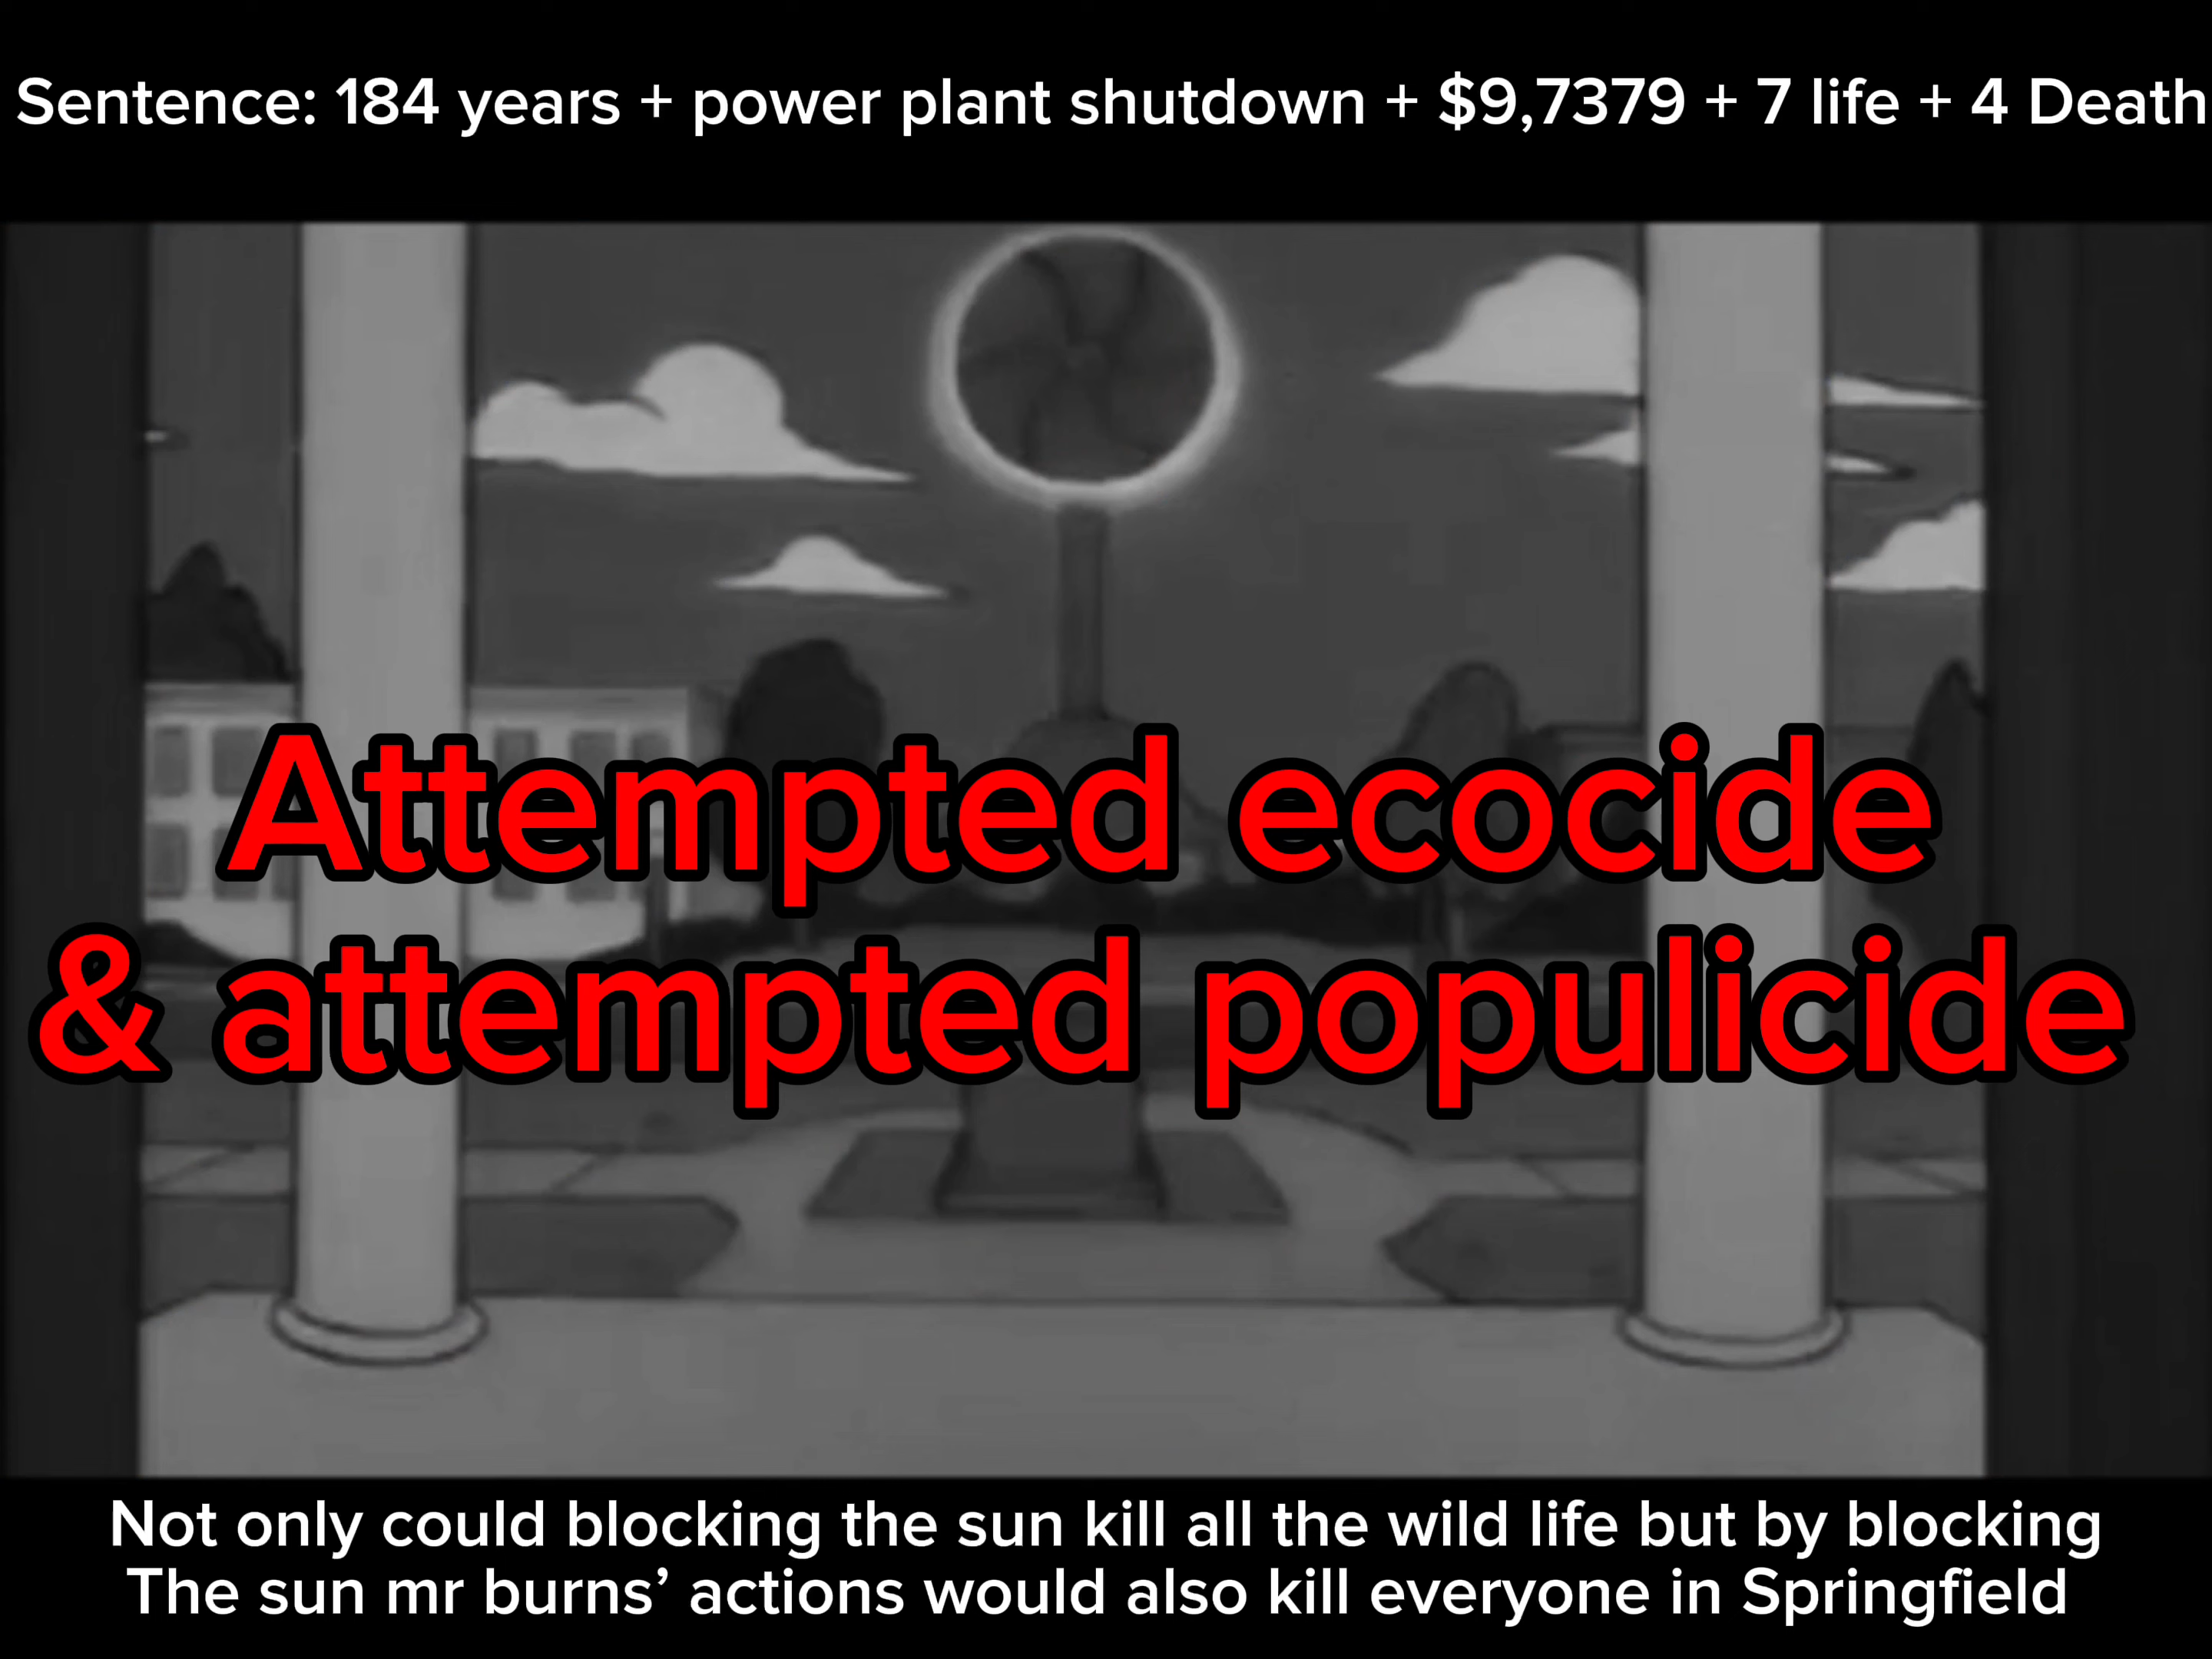 Sentence: 184 years + power plant shutdown + $9,7379 + 7 life + 4 Death
Attempted ecocide
& attempted populicide
Not only could blocking the sun kill all the wild life but by blocking
The sun mr burns’ actions would also kill everyone in Springfield